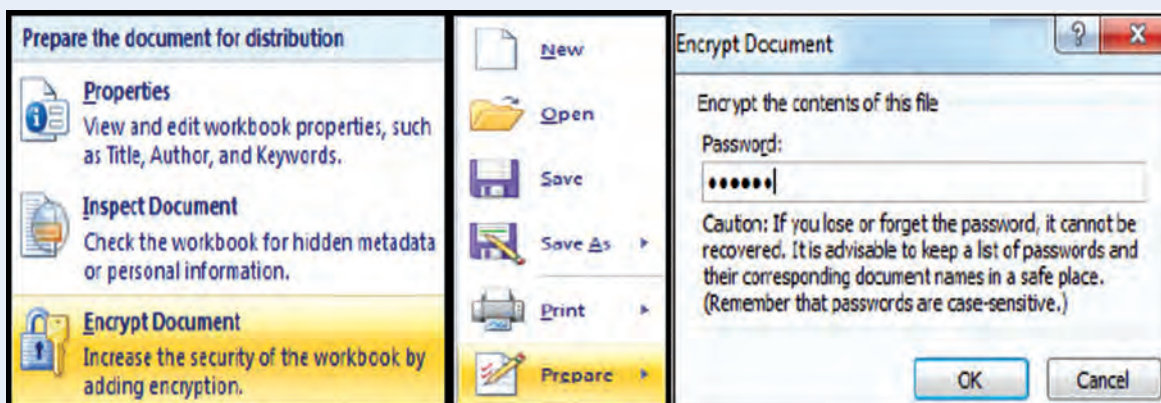 Prepare the document for distribution
Properties
View and edit workbook properties, such
as Title, Author, and Keywords.
Inspect Document
Check the workbook for hidden metadata
or personal information.
Encrypt Document
Increase the security of the workbook by
adding encryption.
New
Open
Save
Save As
Print
Prepare
Encrypt Document
Encrypt the contents of this file
Password:
Caution: If you lose or forget the password, it cannot be
recovered. It is advisable to keep a list of passwords and
their corresponding document names in a safe place.
(Remember that passwords are case-sensitive.)
OK
Cancel